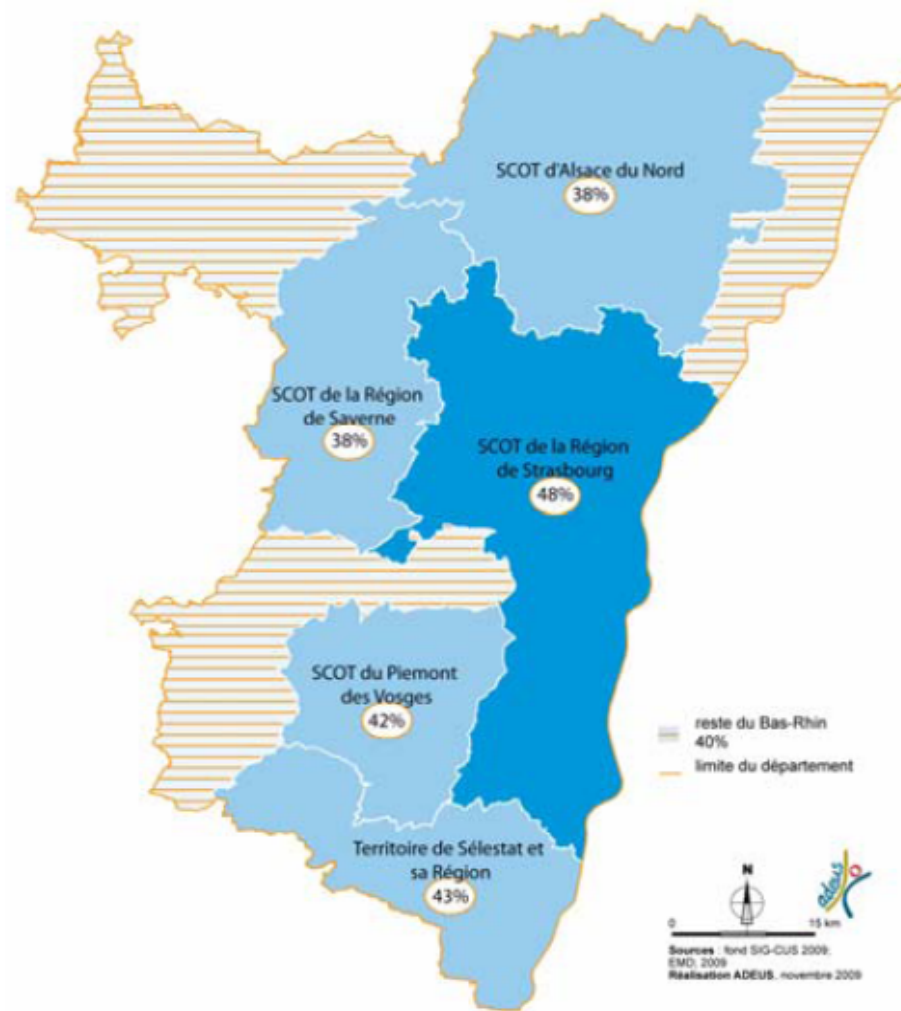 SCOT d'Alsace du Nord
38%
SCOT de la Région
de Saverne
38%
SCOT de la Région
de Strasbourg
48%
SCOT du Piemont
des Vosges
42%
reste du Bas-Rhin
40%
limite du département
Territoire de Sélestat et
sa Région
43%
N
adeus
0 15 km
Sources : fond SIG-CUS 2009;
EMD; 2009
Réalisation ADEUS, novembre 2009